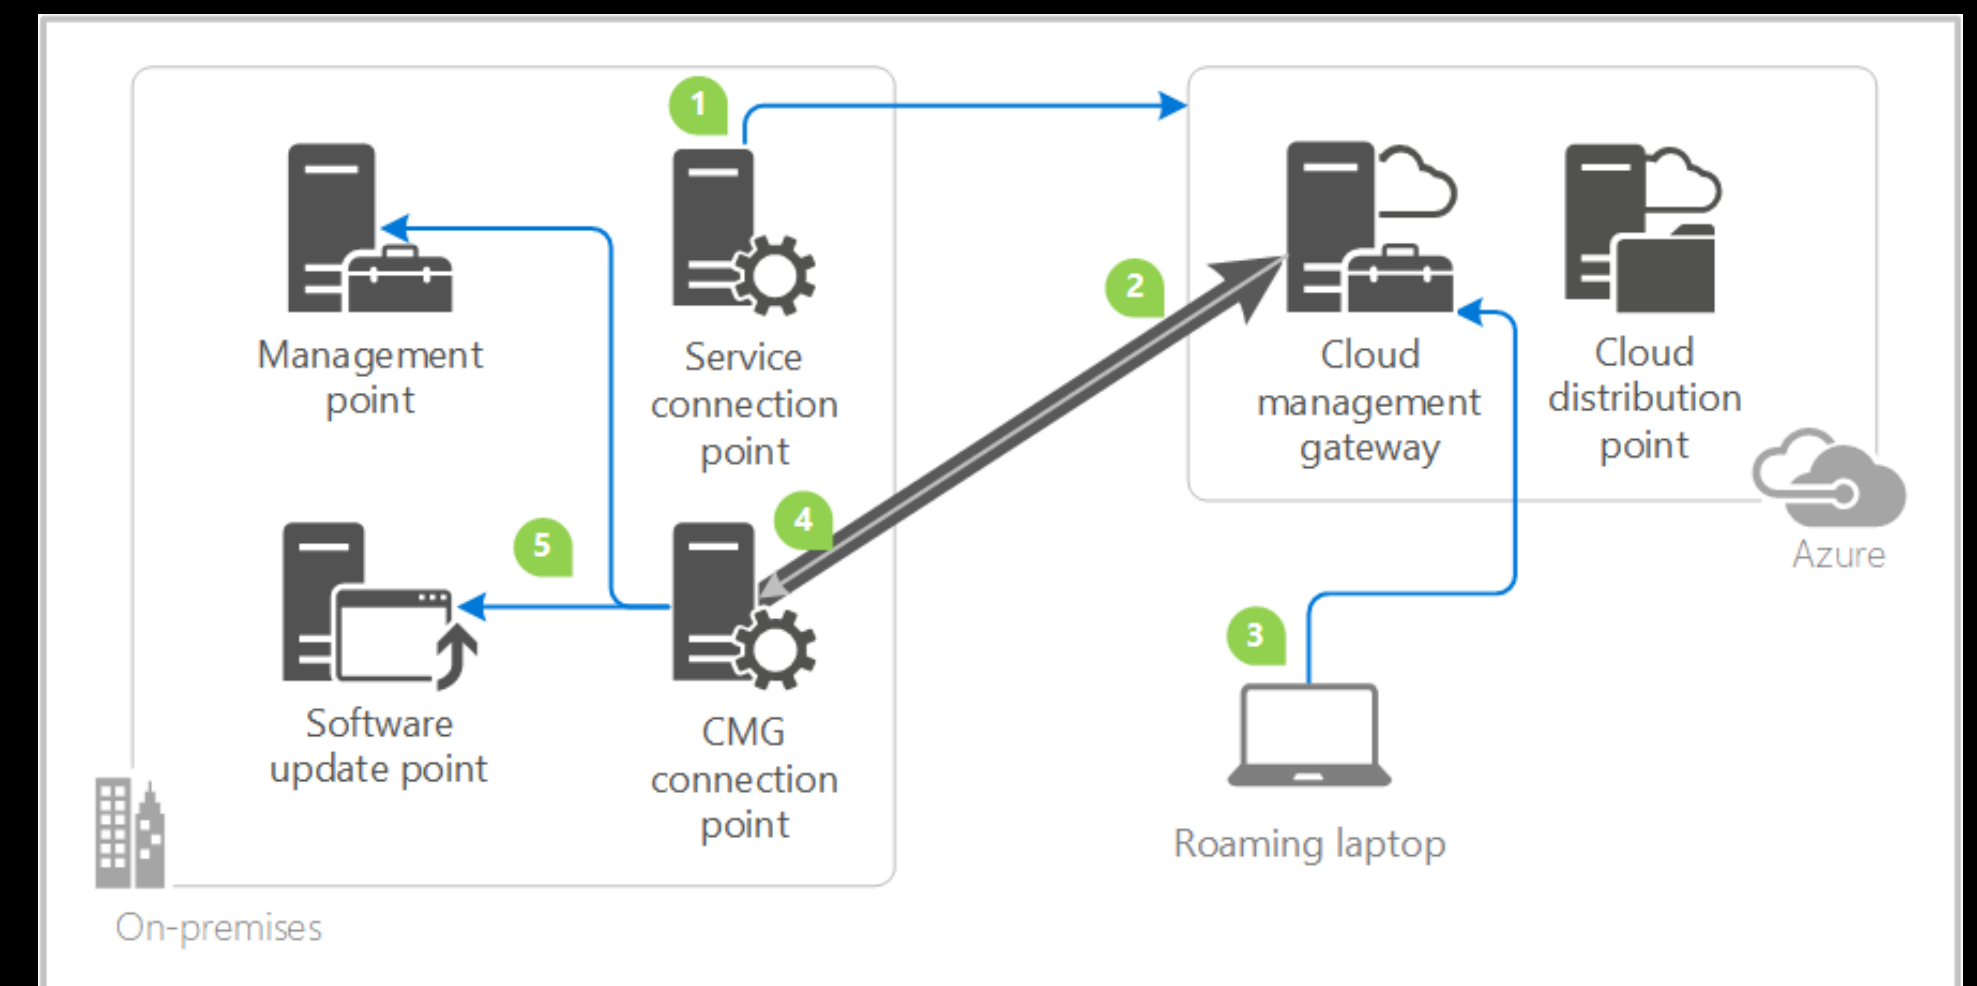 1
Management
point
Service
connection
point
2
Cloud
management
gateway
Cloud
distribution
point
Azure
5
4
Software
update point
CMG
connection
point
3
Roaming laptop
On-premises